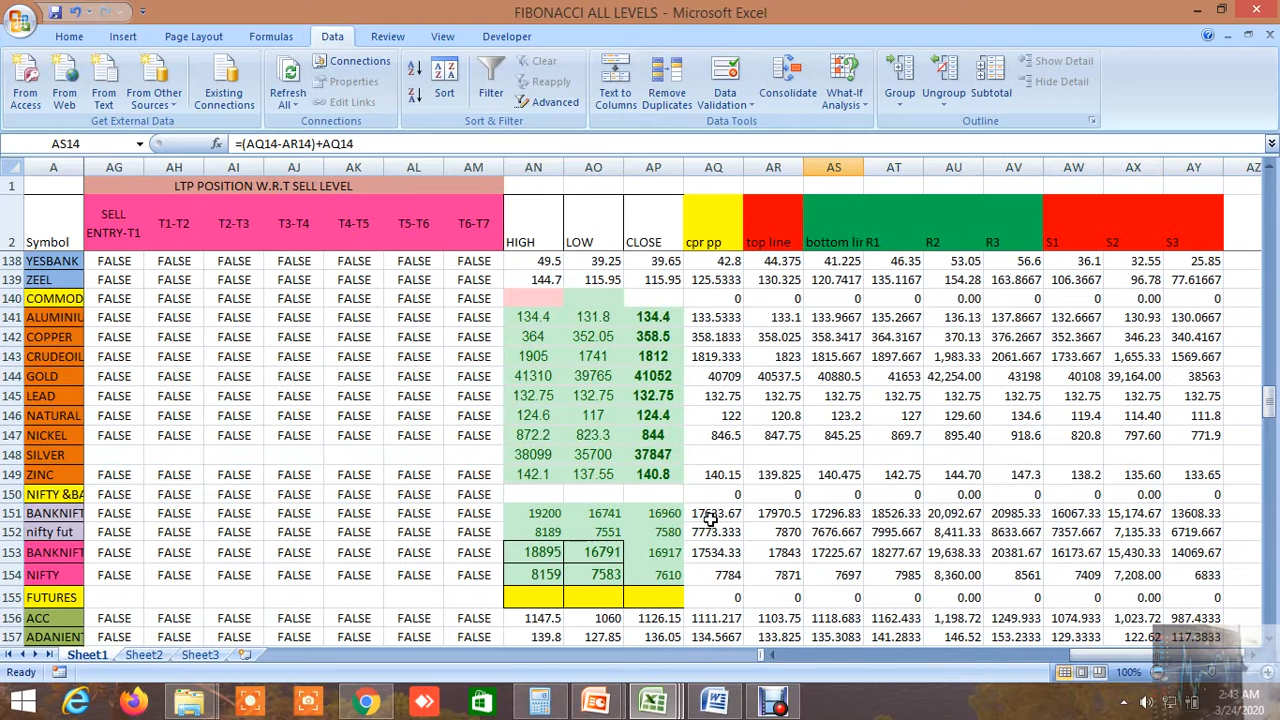 FIBONACCI ALL LEVELS - Microsoft Excel
Home Insert Page Layout Formulas Data Review View Developer
From Access
From Web
From Text
From Other Sources
Existing Connections
Get External Data
Refresh All
Connections
Properties
Edit Links
Connections
Sort
Filter
Clear
Reapply
Advanced
Sort & Filter
Text to Columns
Remove Duplicates
Data Validation
Consolidate
What-If Analysis
Data Tools
Group
Ungroup
Subtotal
Show Detail
Hide Detail
Outline
AS14 fx =(AQ14-AR14)+AQ14
A AG AH AI AJ AK AL AM AN AO AP AQ AR AS AT AU AV AW AX AY AZ
1 LTP POSITION W.R.T SELL LEVEL
2 Symbol SELL ENTRY-T1 T1-T2 T2-T3 T3-T4 T4-T5 T5-T6 T6-T7 HIGH LOW CLOSE cpr pp top line bottom lin R1 R2 R3 S1 S2 S3
138 YESBANK FALSE FALSE FALSE FALSE FALSE FALSE FALSE 49.5 39.25 39.65 42.8 44.375 41.225 46.35 53.05 56.6 36.1 32.55 25.85
139 ZEEL FALSE FALSE FALSE FALSE FALSE FALSE FALSE 144.7 115.95 115.95 125.5333 130.325 120.7417 135.1167 154.28 163.8667 106.3667 96.78 77.61667
140 COMMOD FALSE FALSE FALSE FALSE FALSE FALSE FALSE 0 0 0 0 0.00 0 0 0.00 0
141 ALUMINIU FALSE FALSE FALSE FALSE FALSE FALSE FALSE 134.4 131.8 134.4 133.5333 133.1 133.9667 135.2667 136.13 137.8667 132.6667 130.93 130.0667
142 COPPER FALSE FALSE FALSE FALSE FALSE FALSE FALSE 364 352.05 358.5 358.1833 358.025 358.3417 364.3167 370.13 376.2667 352.3667 346.23 340.4167
143 CRUDEOIL FALSE FALSE FALSE FALSE FALSE FALSE FALSE 1905 1741 1812 1819.333 1823 1815.667 1897.667 1,983.33 2061.667 1733.667 1,655.33 1569.667
144 GOLD FALSE FALSE FALSE FALSE FALSE FALSE FALSE 41310 39765 41052 40709 40537.5 40880.5 41653 42,254.00 43198 40108 39,164.00 38563
145 LEAD FALSE FALSE FALSE FALSE FALSE FALSE FALSE 132.75 132.75 132.75 132.75 132.75 132.75 132.75 132.75 132.75 132.75 132.75 132.75
146 NATURAL FALSE FALSE FALSE FALSE FALSE FALSE FALSE 124.6 117 124.4 122 120.8 123.2 127 129.60 134.6 119.4 114.40 111.8
147 NICKEL FALSE FALSE FALSE FALSE FALSE FALSE FALSE 872.2 823.3 844 846.5 847.75 845.25 869.7 895.40 918.6 820.8 797.60 771.9
148 SILVER 38099 35700 37847
149 ZINC FALSE FALSE FALSE FALSE FALSE FALSE FALSE 142.1 137.55 140.8 140.15 139.825 140.475 142.75 144.70 147.3 138.2 135.60 133.65
150 NIFTY &BA FALSE FALSE FALSE FALSE FALSE FALSE FALSE 0 0 0 0 0.00 0 0 0.00 0
151 BANKNIFT FALSE FALSE FALSE FALSE FALSE FALSE FALSE 19200 16741 16960 17970.5 17296.83 18526.33 20,092.67 20985.33 16067.33 15,174.67 13608.33
152 nifty fut FALSE FALSE FALSE FALSE FALSE FALSE FALSE 8189 7551 7580 7773.333 7870 7676.667 7995.667 8,411.33 8633.667 7357.667 7,135.33 6719.667
153 BANKNIFT FALSE FALSE FALSE FALSE FALSE FALSE FALSE 18895 16791 16917 17534.33 17843 17225.67 18277.67 19,638.33 20381.67 16173.67 15,430.33 14069.67
154 NIFTY FALSE FALSE FALSE FALSE FALSE FALSE FALSE 8159 7583 7610 7784 7871 7697 7985 8,360.00 8561 7409 7,208.00 6833
155 FUTURES 0 0 0 0 0.00 0 0 0.00 0
156 ACC FALSE FALSE FALSE FALSE FALSE FALSE FALSE 1147.5 1060 1126.15 1111.217 1103.75 1118.683 1162.433 1,198.72 1249.933 1074.933 1,023.72 987.4333
157 ADANIENT FALSE FALSE FALSE FALSE FALSE FALSE FALSE 139.8 127.85 136.05 134.5667 133.825 135.3083 141.2833 146.52 153.2333 129.3333 122.62 117.3833
Sheet1 Sheet2 Sheet3
Ready 100%
2:43 AM
3/24/2020